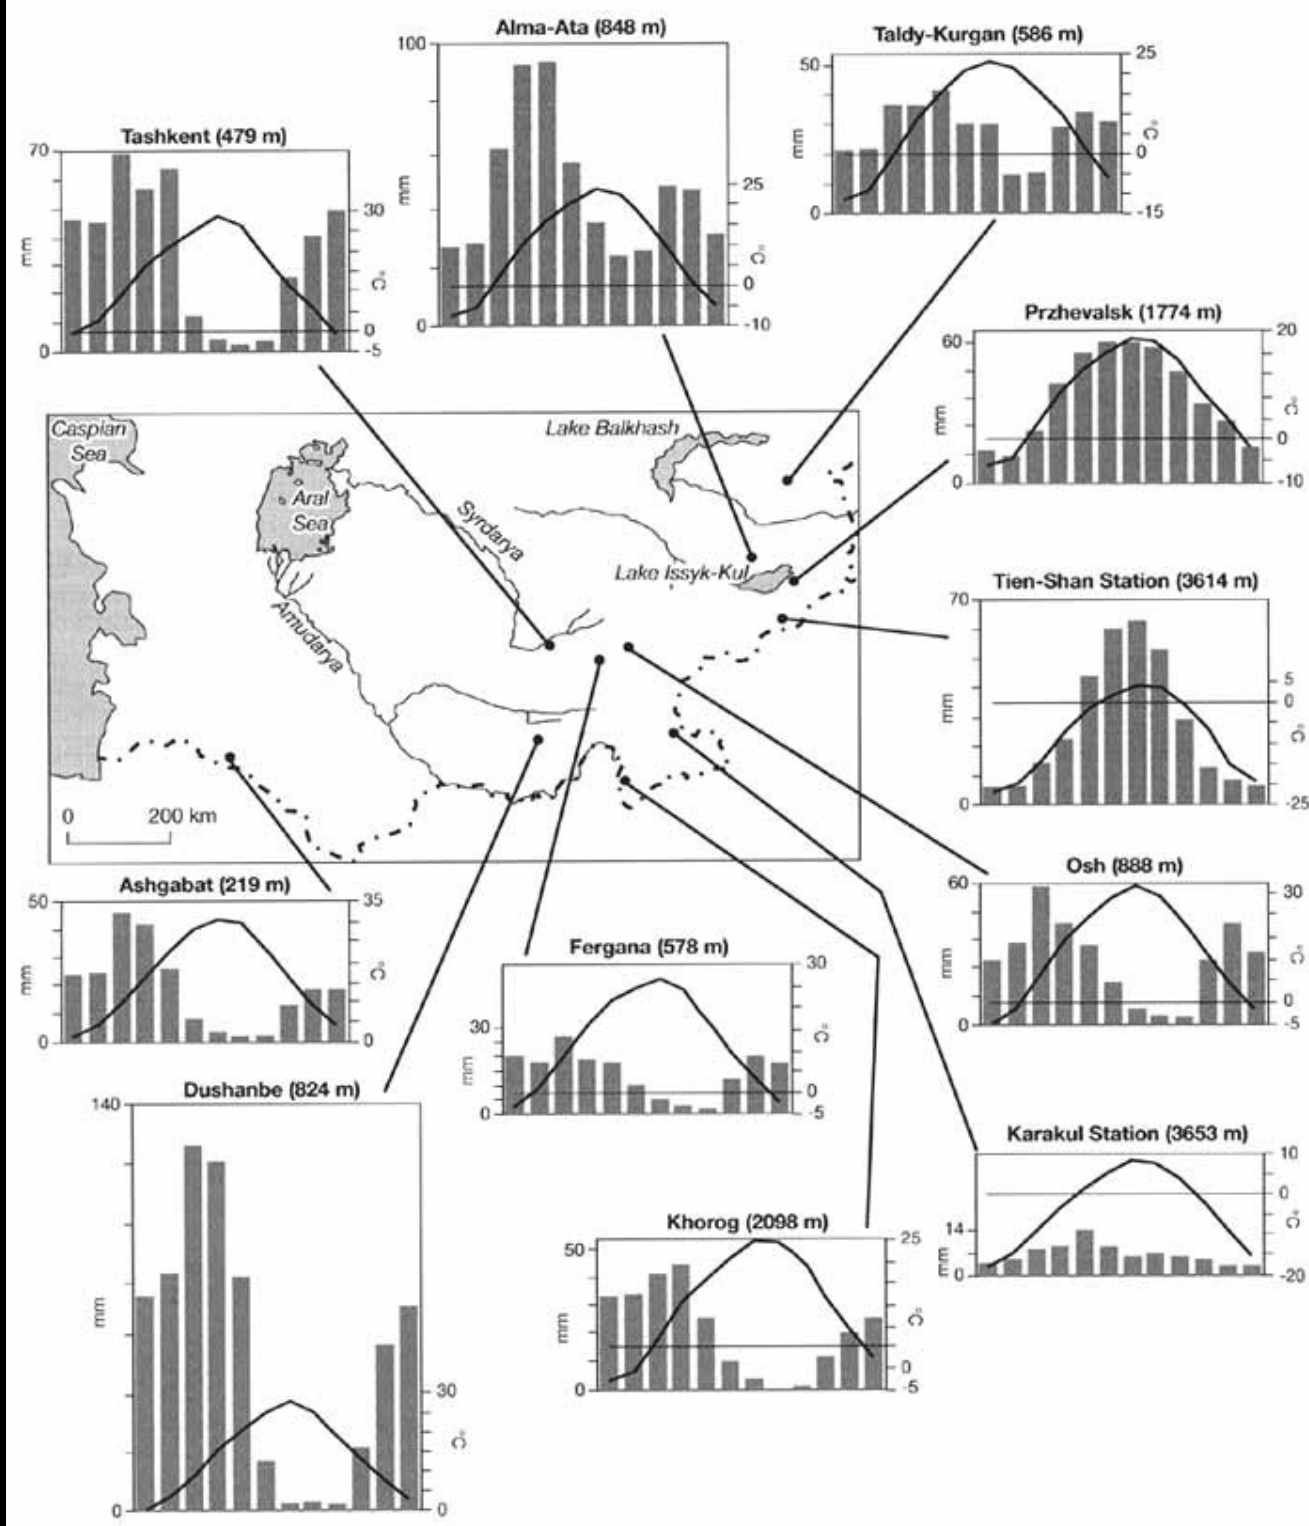 Alma-Ata (848 m)
100
mm
0
25
°C
0
-10
Taldy-Kurgan (586 m)
50
mm
0
25
°C
0
-15
Tashkent (479 m)
70
mm
0
30
°C
0
-5
Przhevalsk (1774 m)
60
mm
0
20
°C
0
-10
Caspian
Sea
Aral
Sea
Lake Balkhash
Syrdarya
Lake Issyk-Kul
Amudarya
0 200 km
Tien-Shan Station (3614 m)
70
mm
0
5
0
°C
-25
Ashgabat (219 m)
50
mm
0
35
°C
0
Osh (888 m)
60
mm
0
30
°C
0
-5
Fergana (578 m)
30
mm
0
30
°C
0
-5
Dushanbe (824 m)
140
mm
0
30
°C
0
Karakul Station (3653 m)
14
mm
0
10
0
°C
-20
Khorog (2098 m)
50
mm
0
25
°C
0
-5